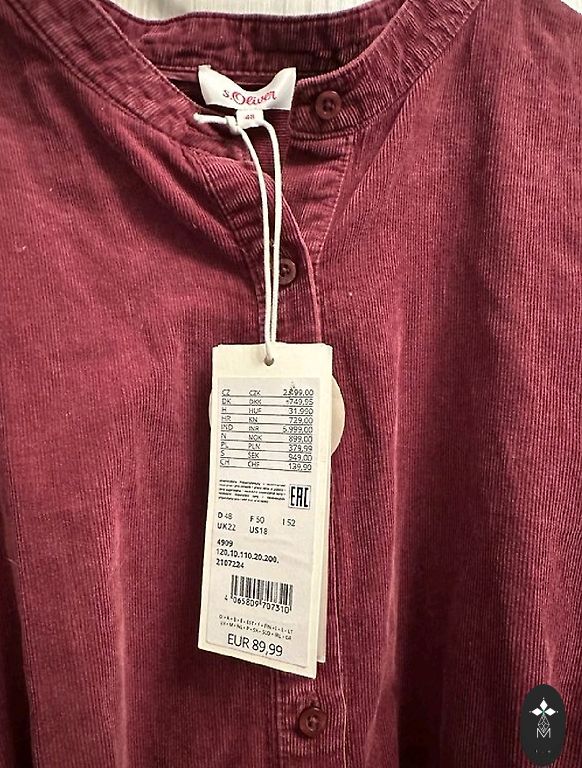 s.Oliver
48
CZ CZK 2.499,00
DK DKK 749,95
H HUF 31.990
HR KN 729,00
IND INR 5.999,00
N NOK 899,00
PL PLN 379,99
S SEK 949,00
CH CHF 139,90
EAC
D 48 F 50 I 52
UK22 US18
4909
120.10.110.20.200.
2107224
4 065809 707310
EUR 89,99
M